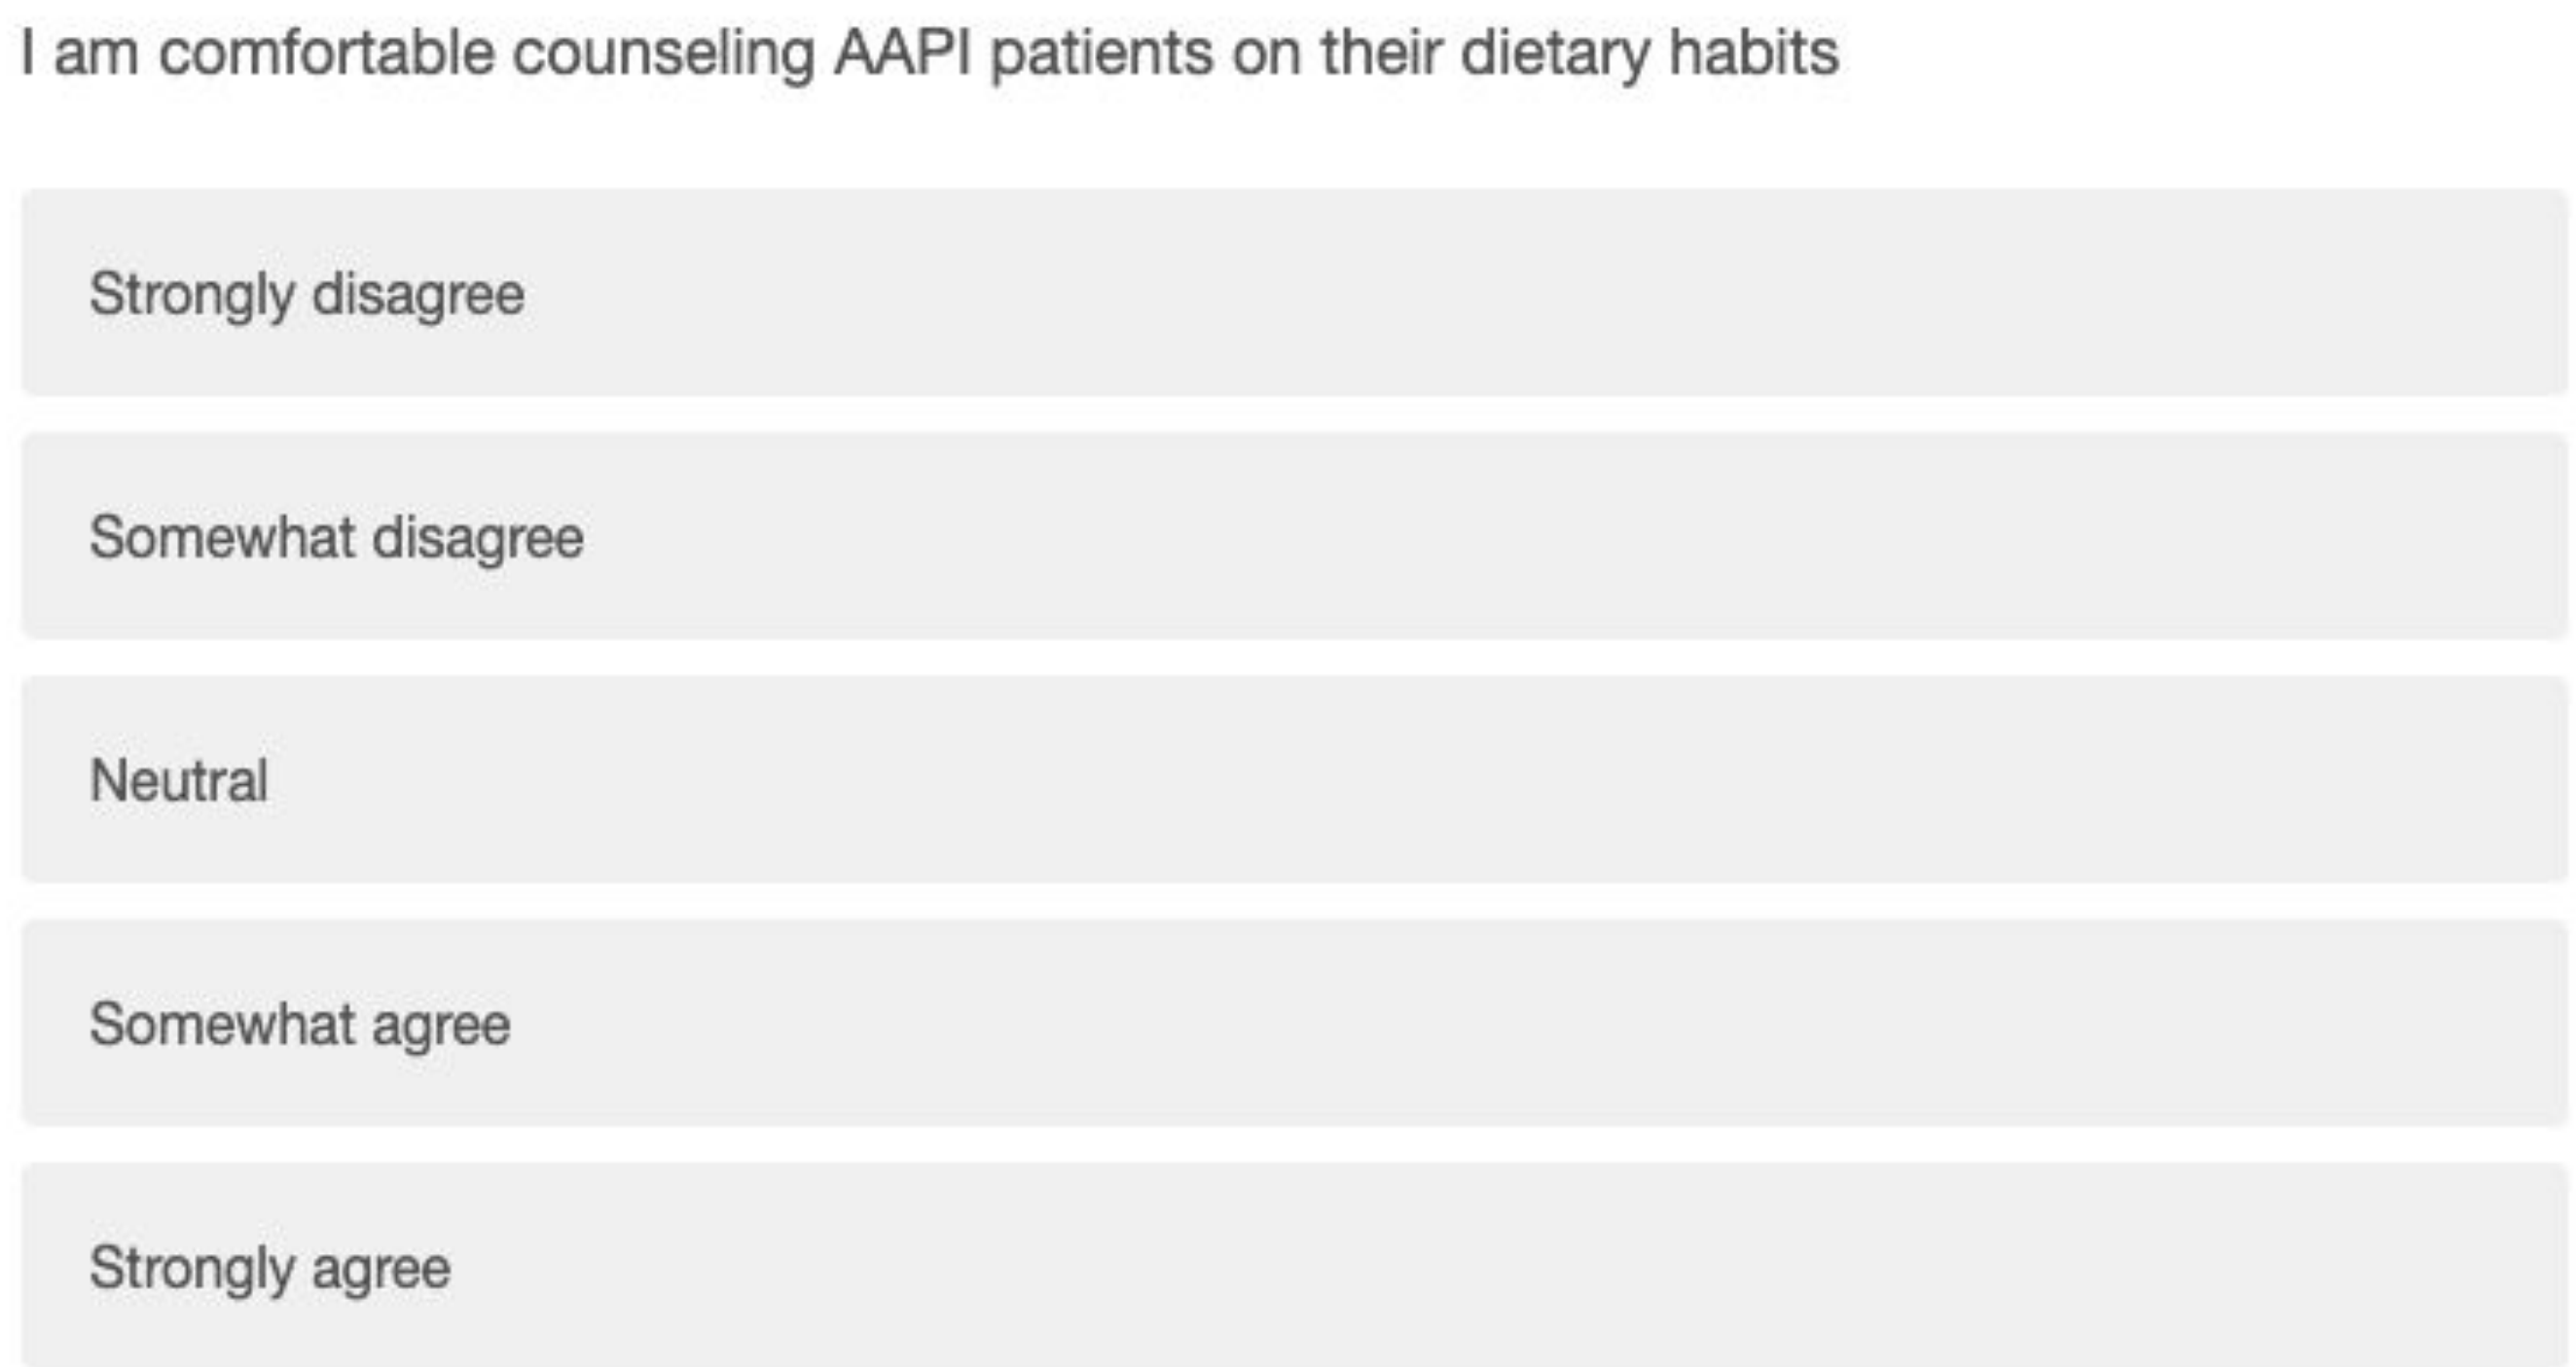 I am comfortable counseling AAPI patients on their dietary habits
Strongly disagree
Somewhat disagree
Neutral
Somewhat agree
Strongly agree